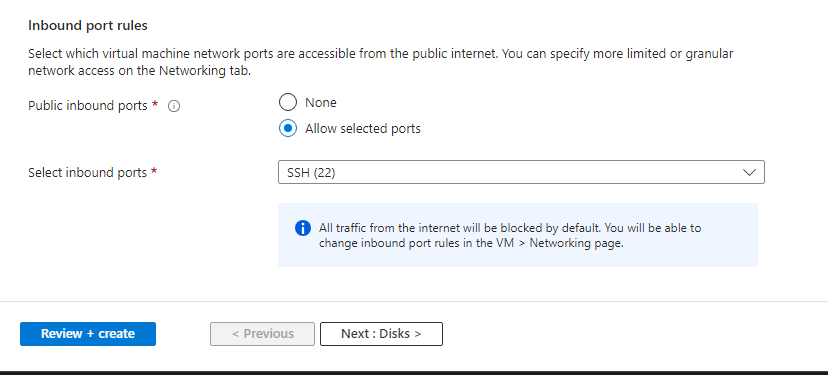 Inbound port rules
Select which virtual machine network ports are accessible from the public internet. You can specify more limited or granular
network access on the Networking tab.
Public inbound ports *
None
Allow selected ports
Select inbound ports *
SSH (22)
All traffic from the internet will be blocked by default. You will be able to
change inbound port rules in the VM > Networking page.
Review + create
< Previous
Next : Disks >